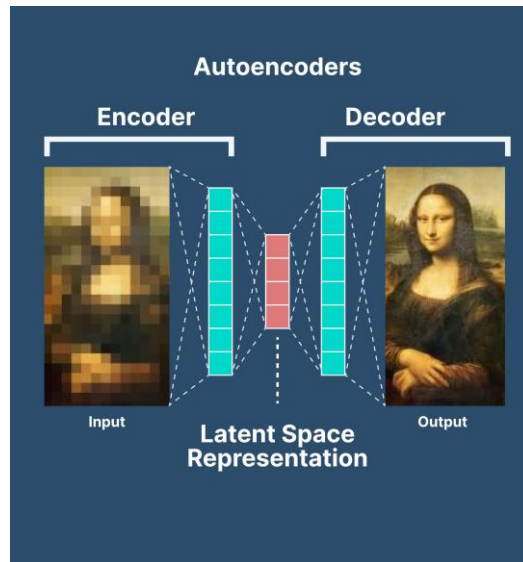 Autoencoders
Encoder
Decoder
Input
Output
Latent Space
Representation